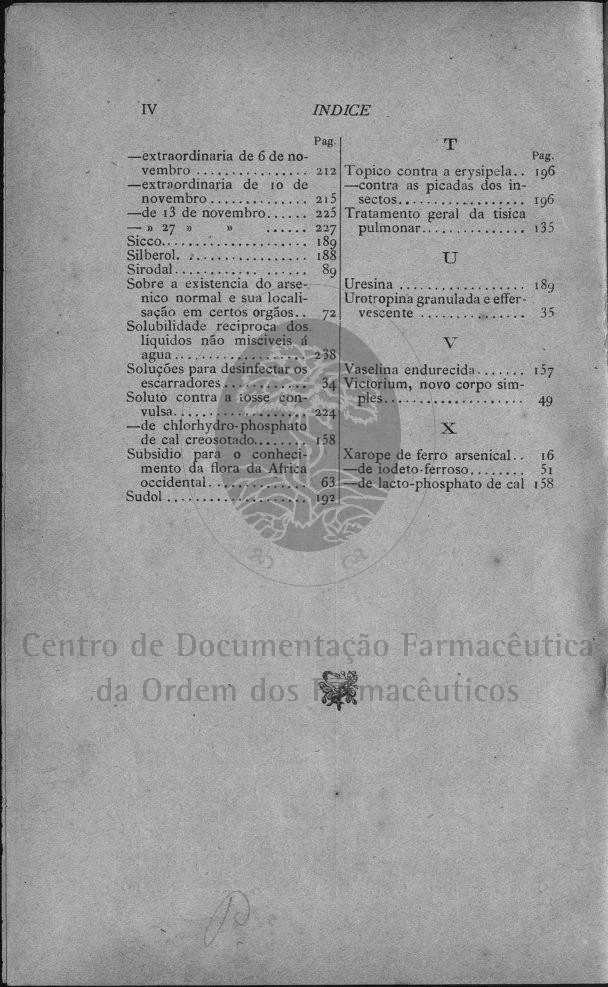 IV
INDICE
Pag.
—extraordinaria de 6 de no-
vembro ............... 212
—extraordinaria de 10 de
novembro.............. 215
—de 13 de novembro...... 225
— » 27 » » ...... 227
Sicco..................... 189
Silberol. ................. 188
Sirodal................... 89
Sobre a existencia do arse-
nico normal e sua locali-
sação em certos orgãos.. 72
Solubilidade reciproca dos
liquidos não misciveis á
agua................... 238
Soluções para desinfectar os
escarradores............ 34
Soluto contra a tosse con-
vulsa................... 224
—de chlorhydro-phosphato
de cal creosotado........ 158
Subsidio para o conheci-
mento da flora da Africa
occidental.............. 63
Sudol .................... 192
T
Pag.
Topico contra a erysipela.. 196
—contra as picadas dos in-
sectos.................. 196
Tratamento geral da tisica
pulmonar............... 135
U
Uresina .................. 189
Urotropina granulada e effer-
vescente ............... 35
V
Vaselina endurecida....... 157
Victorium, novo corpo sim-
ples.................... 49
X
Xarope de ferro arsenical.. 16
—de iodeto-ferroso........ 51
—de lacto-phosphato de cal 158
Centro de Documentação Farmacêutica
da Ordem dos Farmacêuticos